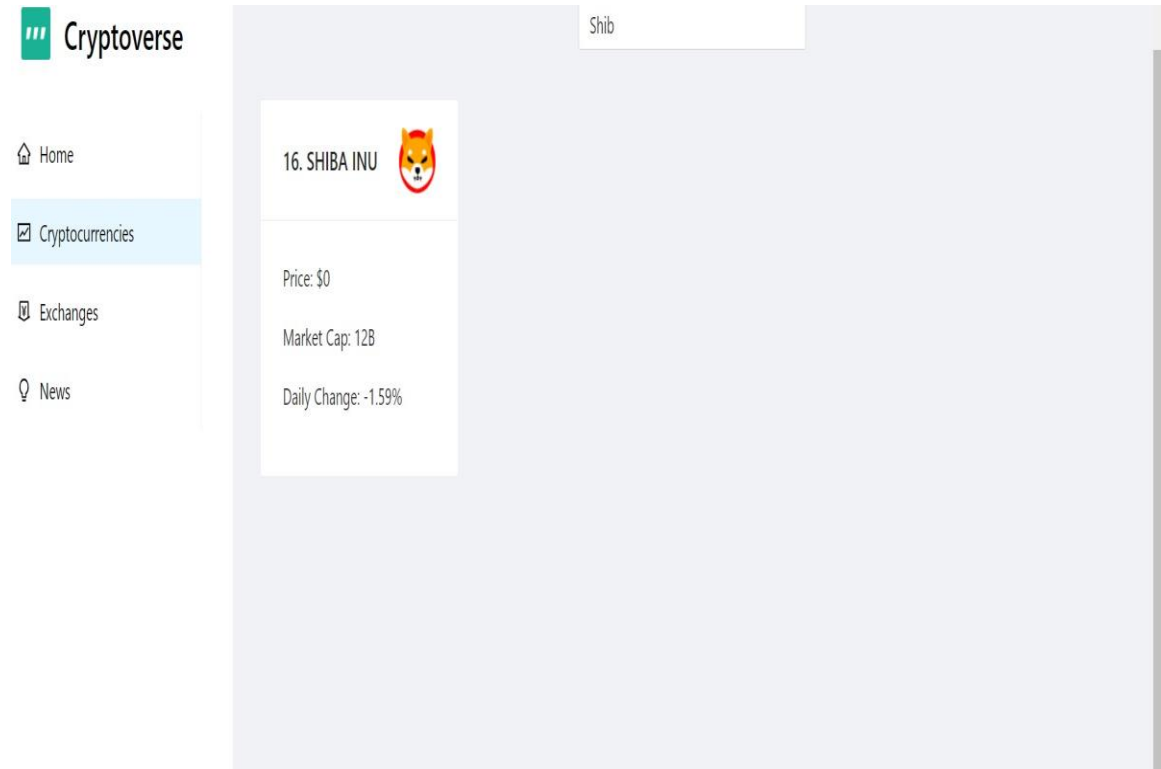 Cryptoverse
Home
Cryptocurrencies
Exchanges
News
Shib
16. SHIBA INU
Price: $0
Market Cap: 12B
Daily Change: -1.59%